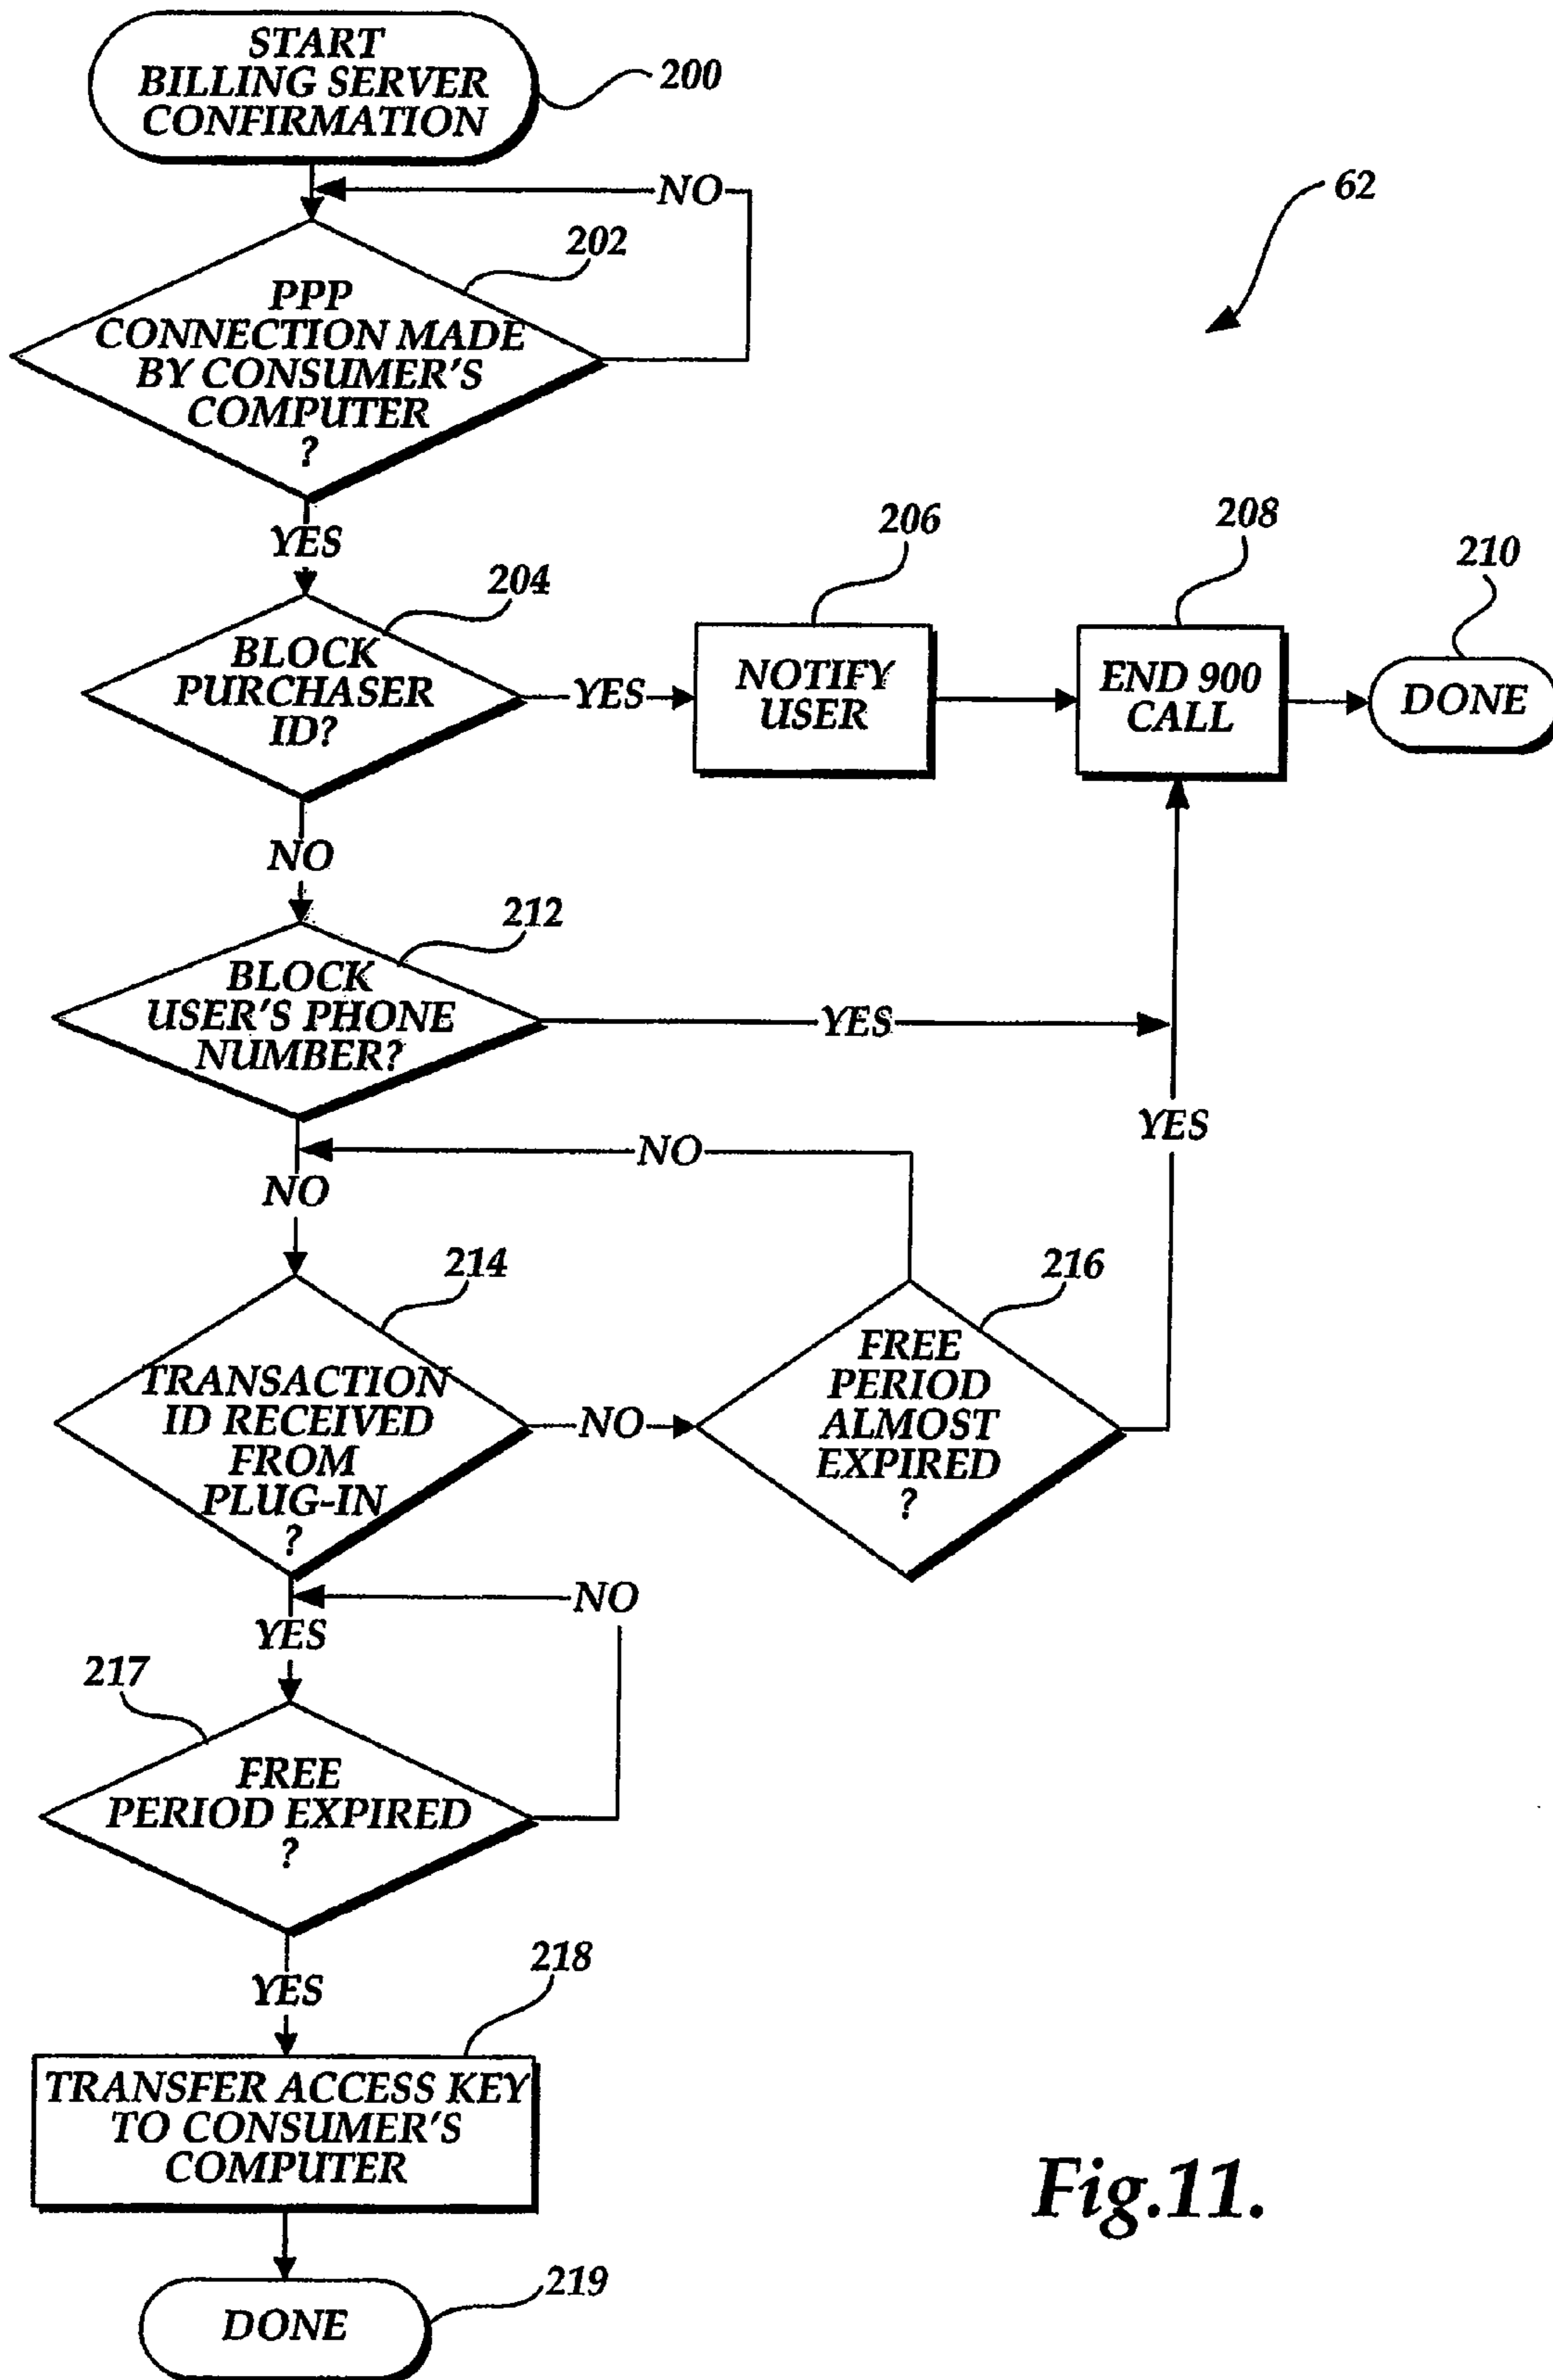 START
BILLING SERVER
CONFIRMATION
200
NO
62
202
PPP
CONNECTION MADE
BY CONSUMER'S
COMPUTER
?
YES
206
208
210
204
BLOCK
PURCHASER
ID?
YES
NOTIFY
USER
END 900
CALL
DONE
NO
212
BLOCK
USER'S PHONE
NUMBER?
YES
YES
NO
NO
214
216
TRANSACTION
ID RECEIVED
FROM
PLUG-IN
?
NO
FREE
PERIOD
ALMOST
EXPIRED
?
NO
YES
217
FREE
PERIOD EXPIRED
?
YES
218
TRANSFER ACCESS KEY
TO CONSUMER'S
COMPUTER
Fig.11.
219
DONE